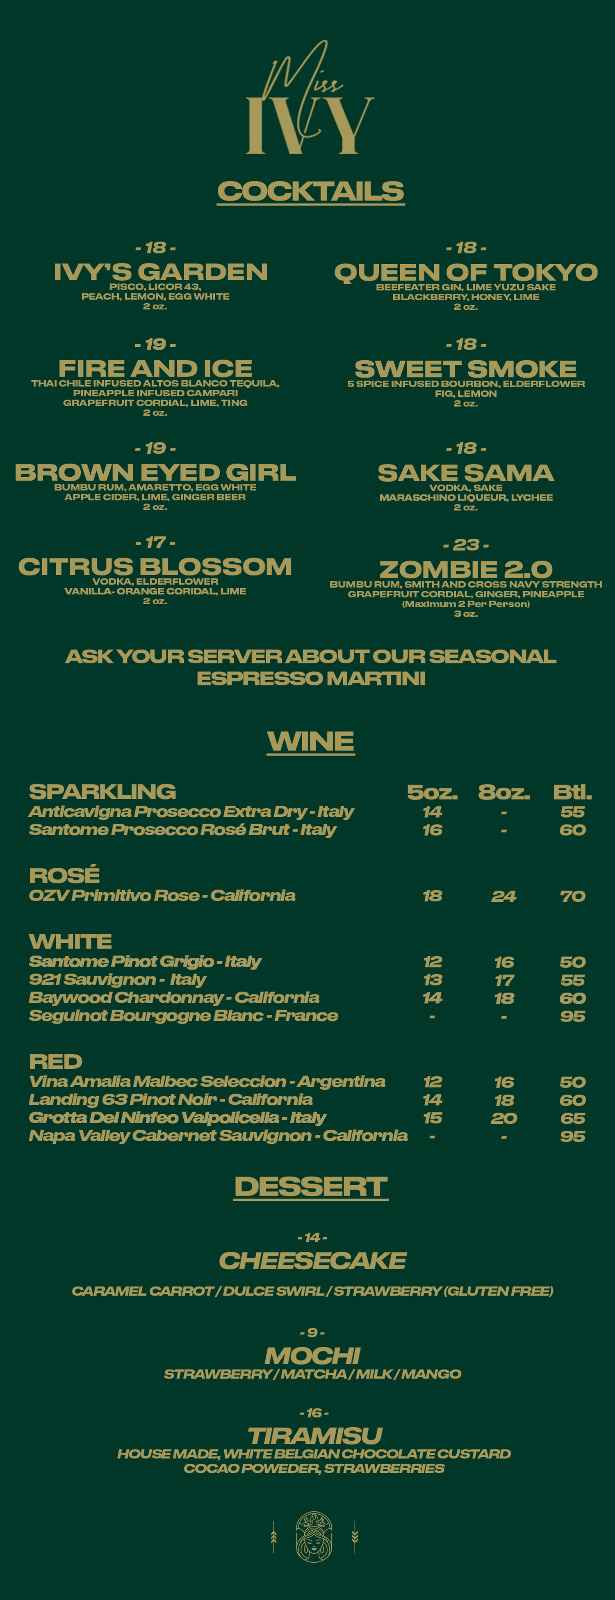 Miss
IVY
COCKTAILS
- 18 -
IVY'S GARDEN
PISCO, LICOR 43,
PEACH, LEMON, EGG WHITE
2 oz.
- 18 -
QUEEN OF TOKYO
BEEFEATER GIN, LIME YUZU SAKE
BLACKBERRY, HONEY, LIME
2 oz.
- 19 -
FIRE AND ICE
THAI CHILE INFUSED ALTOS BLANCO TEQUILA,
PINEAPPLE INFUSED CAMPARI
GRAPEFRUIT CORDIAL, LIME, TING
2 oz.
- 18 -
SWEET SMOKE
5 SPICE INFUSED BOURBON, ELDERFLOWER
FIG, LEMON
2 oz.
- 19 -
BROWN EYED GIRL
BUMBU RUM, AMARETTO, EGG WHITE
APPLE CIDER, LIME, GINGER BEER
2 oz.
- 18 -
SAKE SAMA
VODKA, SAKE
MARASCHINO LIQUEUR, LYCHEE
2 oz.
- 17 -
CITRUS BLOSSOM
VODKA, ELDERFLOWER
VANILLA- ORANGE CORIDAL, LIME
2 oz.
- 23 -
ZOMBIE 2.0
BUMBU RUM, SMITH AND CROSS NAVY STRENGTH
GRAPEFRUIT CORDIAL, GINGER, PINEAPPLE
(Maximum 2 Per Person)
3 oz.
ASK YOUR SERVER ABOUT OUR SEASONAL
ESPRESSO MARTINI
WINE
SPARKLING 5oz. 8oz. Btl.
Anticavigna Prosecco Extra Dry - Italy 14 - 55
Santome Prosecco Rosé Brut - Italy 16 - 60
ROSÉ
OZV Primitivo Rose - California 18 24 70
WHITE
Santome Pinot Grigio - Italy 12 16 50
921 Sauvignon - Italy 13 17 55
Baywood Chardonnay - California 14 18 60
Seguinot Bourgogne Blanc - France - - 95
RED
Vina Amalia Malbec Seleccion - Argentina 12 16 50
Landing 63 Pinot Noir - California 14 18 60
Grotta Del Ninfeo Valpolicella - Italy 15 20 65
Napa Valley Cabernet Sauvignon - California - - 95
DESSERT
- 14 -
CHEESECAKE
CARAMEL CARROT / DULCE SWIRL / STRAWBERRY (GLUTEN FREE)
- 9 -
MOCHI
STRAWBERRY / MATCHA / MILK / MANGO
- 16 -
TIRAMISU
HOUSE MADE, WHITE BELGIAN CHOCOLATE CUSTARD
COCAO POWEDER, STRAWBERRIES